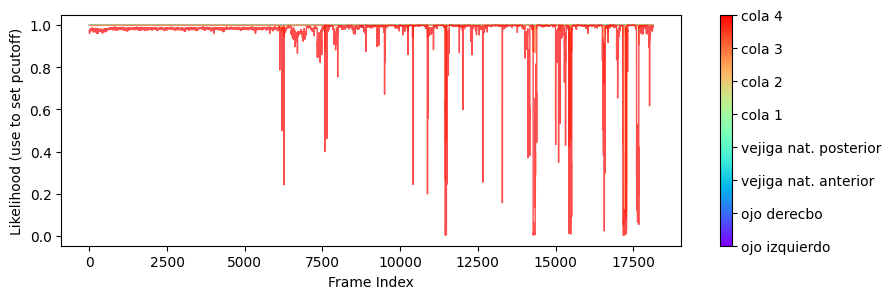 Likelihood (use to set pcutoff)
1.0
0.8
0.6
0.4
0.2
0.0
0
2500
5000
7500
10000
12500
15000
17500
Frame Index
cola 4
cola 3
cola 2
cola 1
vejiga nat. posterior
vejiga nat. anterior
ojo derecbo
ojo izquierdo